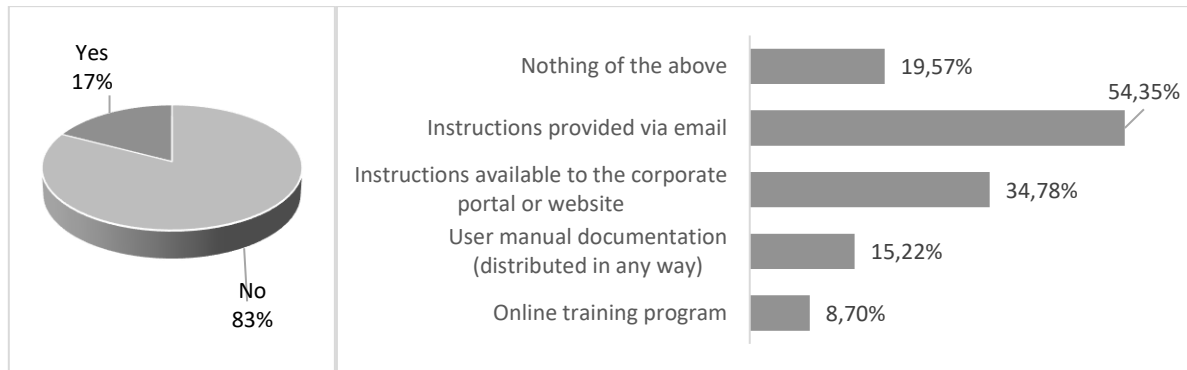 Yes
17%
No
83%
Nothing of the above
19,57%
Instructions provided via email
54,35%
Instructions available to the corporate
portal or website
34,78%
User manual documentation
(distributed in any way)
15,22%
Online training program
8,70%